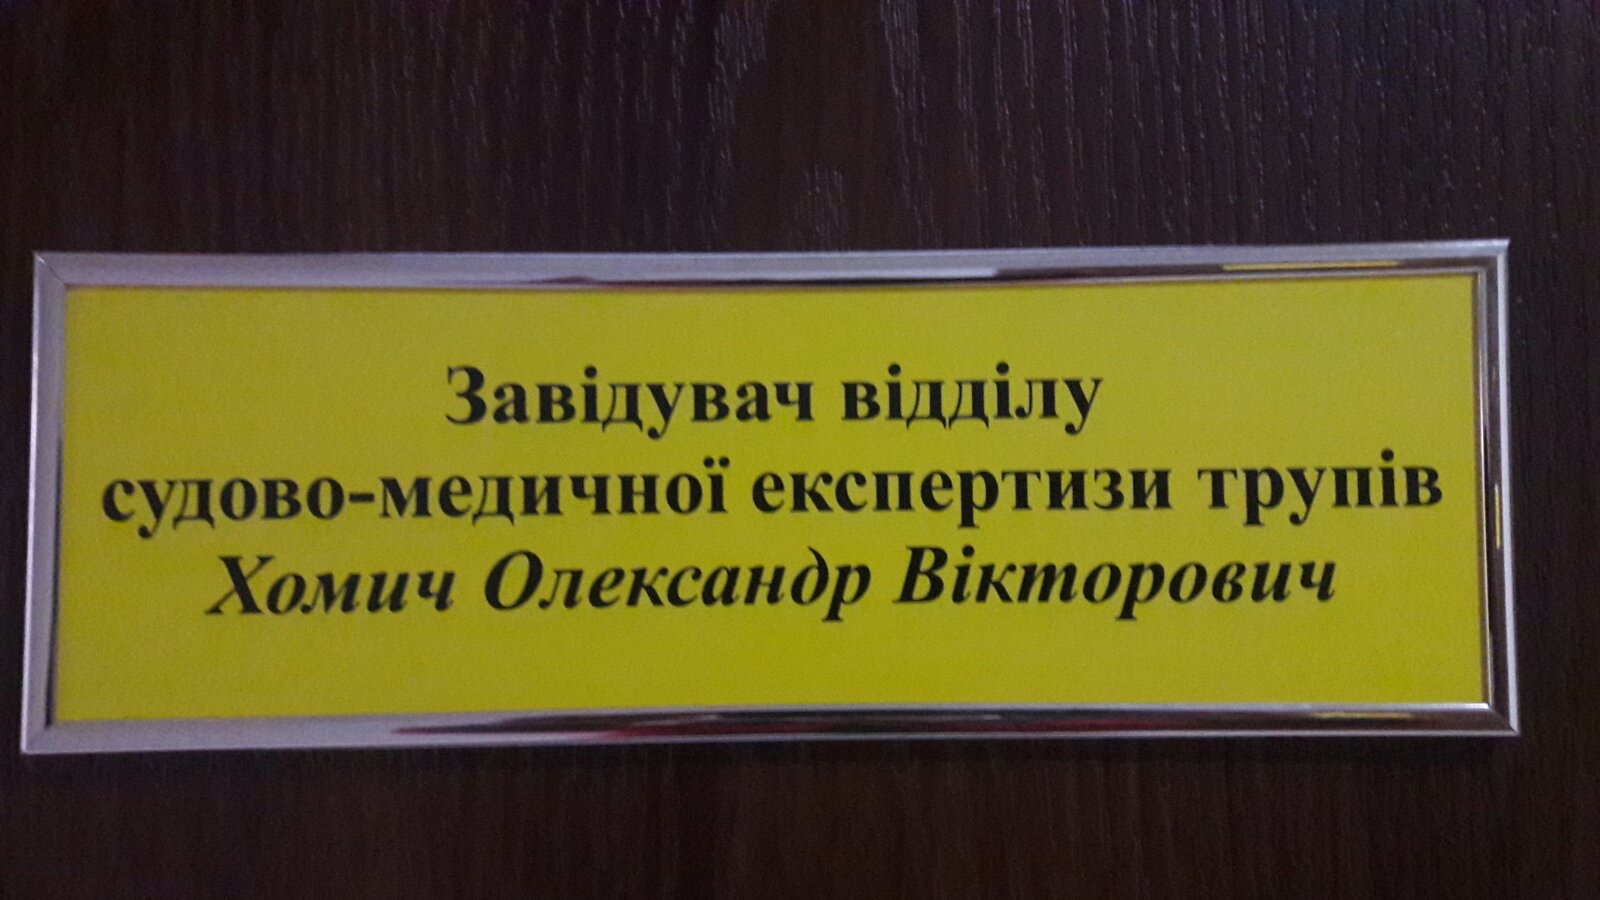 Завідувач відділу
судово-медичної експертизи трупів
Хомич Олександр Вікторович